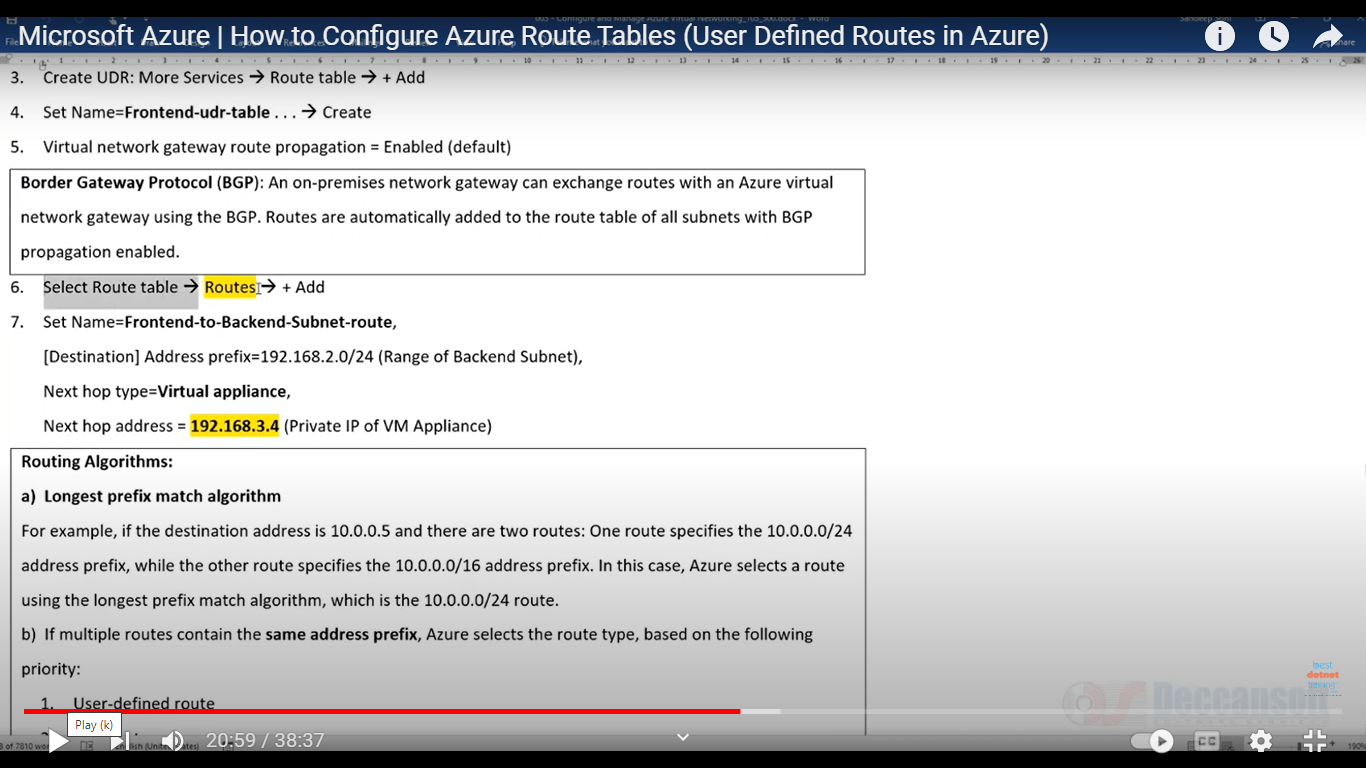 Microsoft Azure | How to Configure Azure Route Tables (User Defined Routes in Azure)
3. Create UDR: More Services → Route table → + Add
4. Set Name=Frontend-udr-table . . . → Create
5. Virtual network gateway route propagation = Enabled (default)
Border Gateway Protocol (BGP): An on-premises network gateway can exchange routes with an Azure virtual
network gateway using the BGP. Routes are automatically added to the route table of all subnets with BGP
propagation enabled.
6. Select Route table → Routes → + Add
7. Set Name=Frontend-to-Backend-Subnet-route,
[Destination] Address prefix=192.168.2.0/24 (Range of Backend Subnet),
Next hop type=Virtual appliance,
Next hop address = 192.168.3.4 (Private IP of VM Appliance)
Routing Algorithms:
a) Longest prefix match algorithm
For example, if the destination address is 10.0.0.5 and there are two routes: One route specifies the 10.0.0.0/24
address prefix, while the other route specifies the 10.0.0.0/16 address prefix. In this case, Azure selects a route
using the longest prefix match algorithm, which is the 10.0.0.0/24 route.
b) If multiple routes contain the same address prefix, Azure selects the route type, based on the following
priority:
1. User-defined route
best
dotnet
training
Deccansoft
Play (k)
20:59 / 38:37
CC
190%